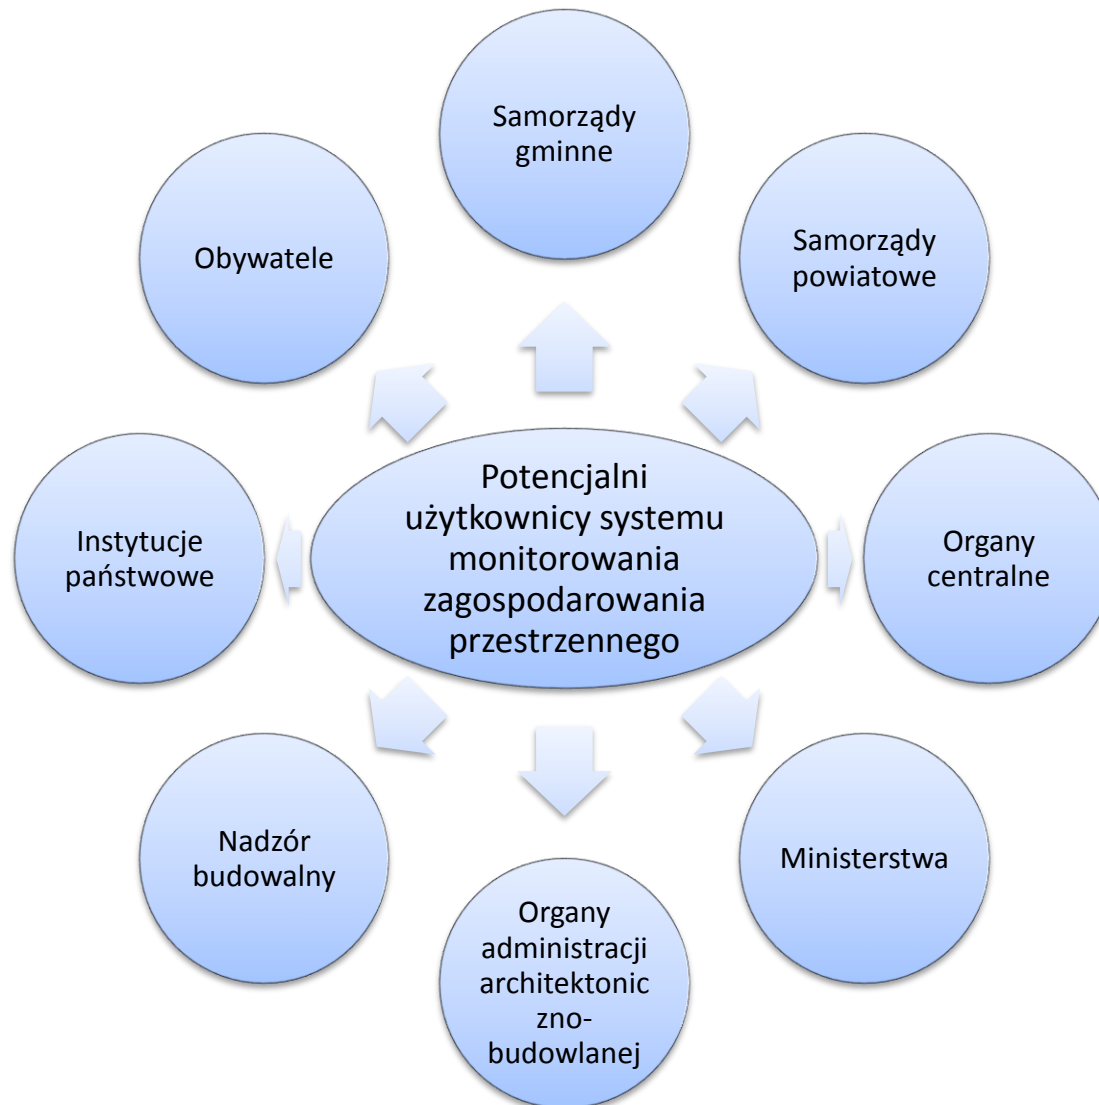 Samorządy
gminne
Samorządy
powiatowe
Organy
centralne
Ministerstwa
Organy
administracji
architektonic
zno-
budowlanej
Nadzór
budowalny
Instytucje
państwowe
Obywatele
Potencjalni
użytkownicy systemu
monitorowania
zagospodarowania
przestrzennego